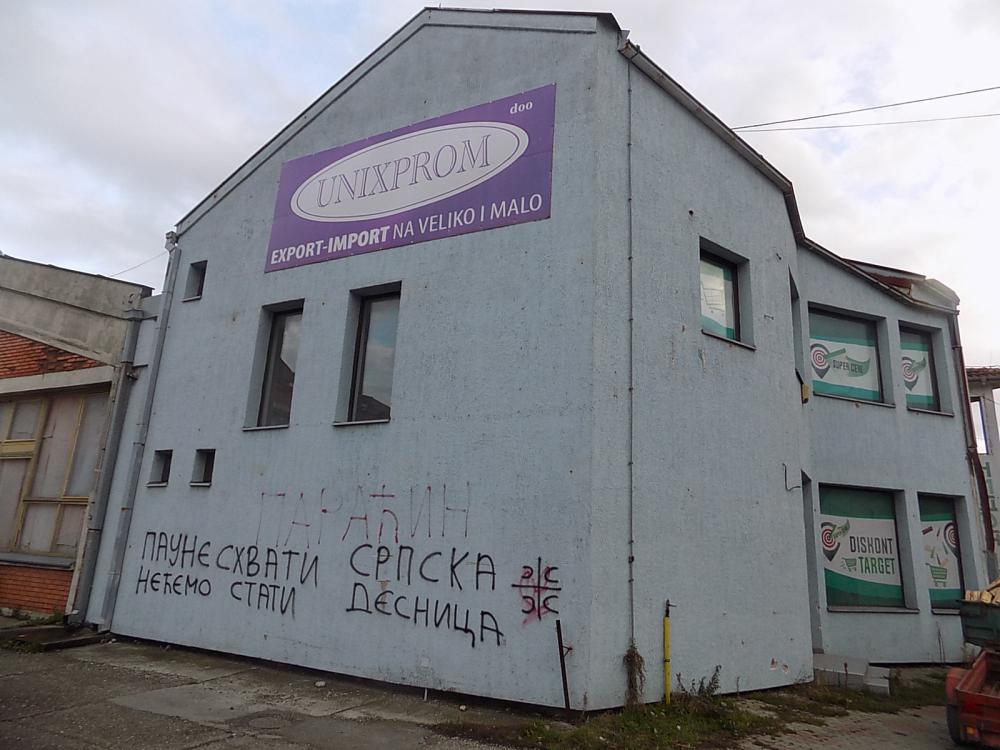 doo
UNIXPROM
EXPORT-IMPORT NA VELIKO I MALO
SUPER CENE
DISKONT
TARGET
ПАРАЋИН
ПАУНЕ СХВАТИ
НЕЋЕМО СТАТИ
СРПСКА
ДЕСНИЦА